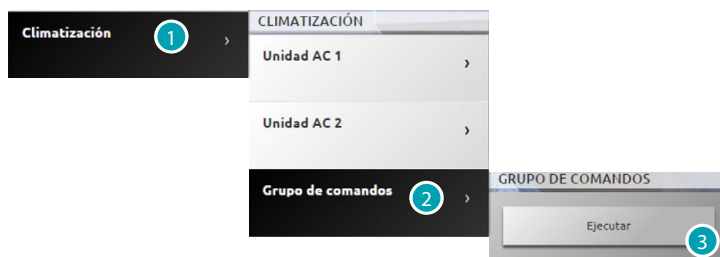 Climatización
1
CLIMATIZACIÓN
Unidad AC 1
Unidad AC 2
Grupo de comandos
2
GRUPO DE COMANDOS
Ejecutar
3